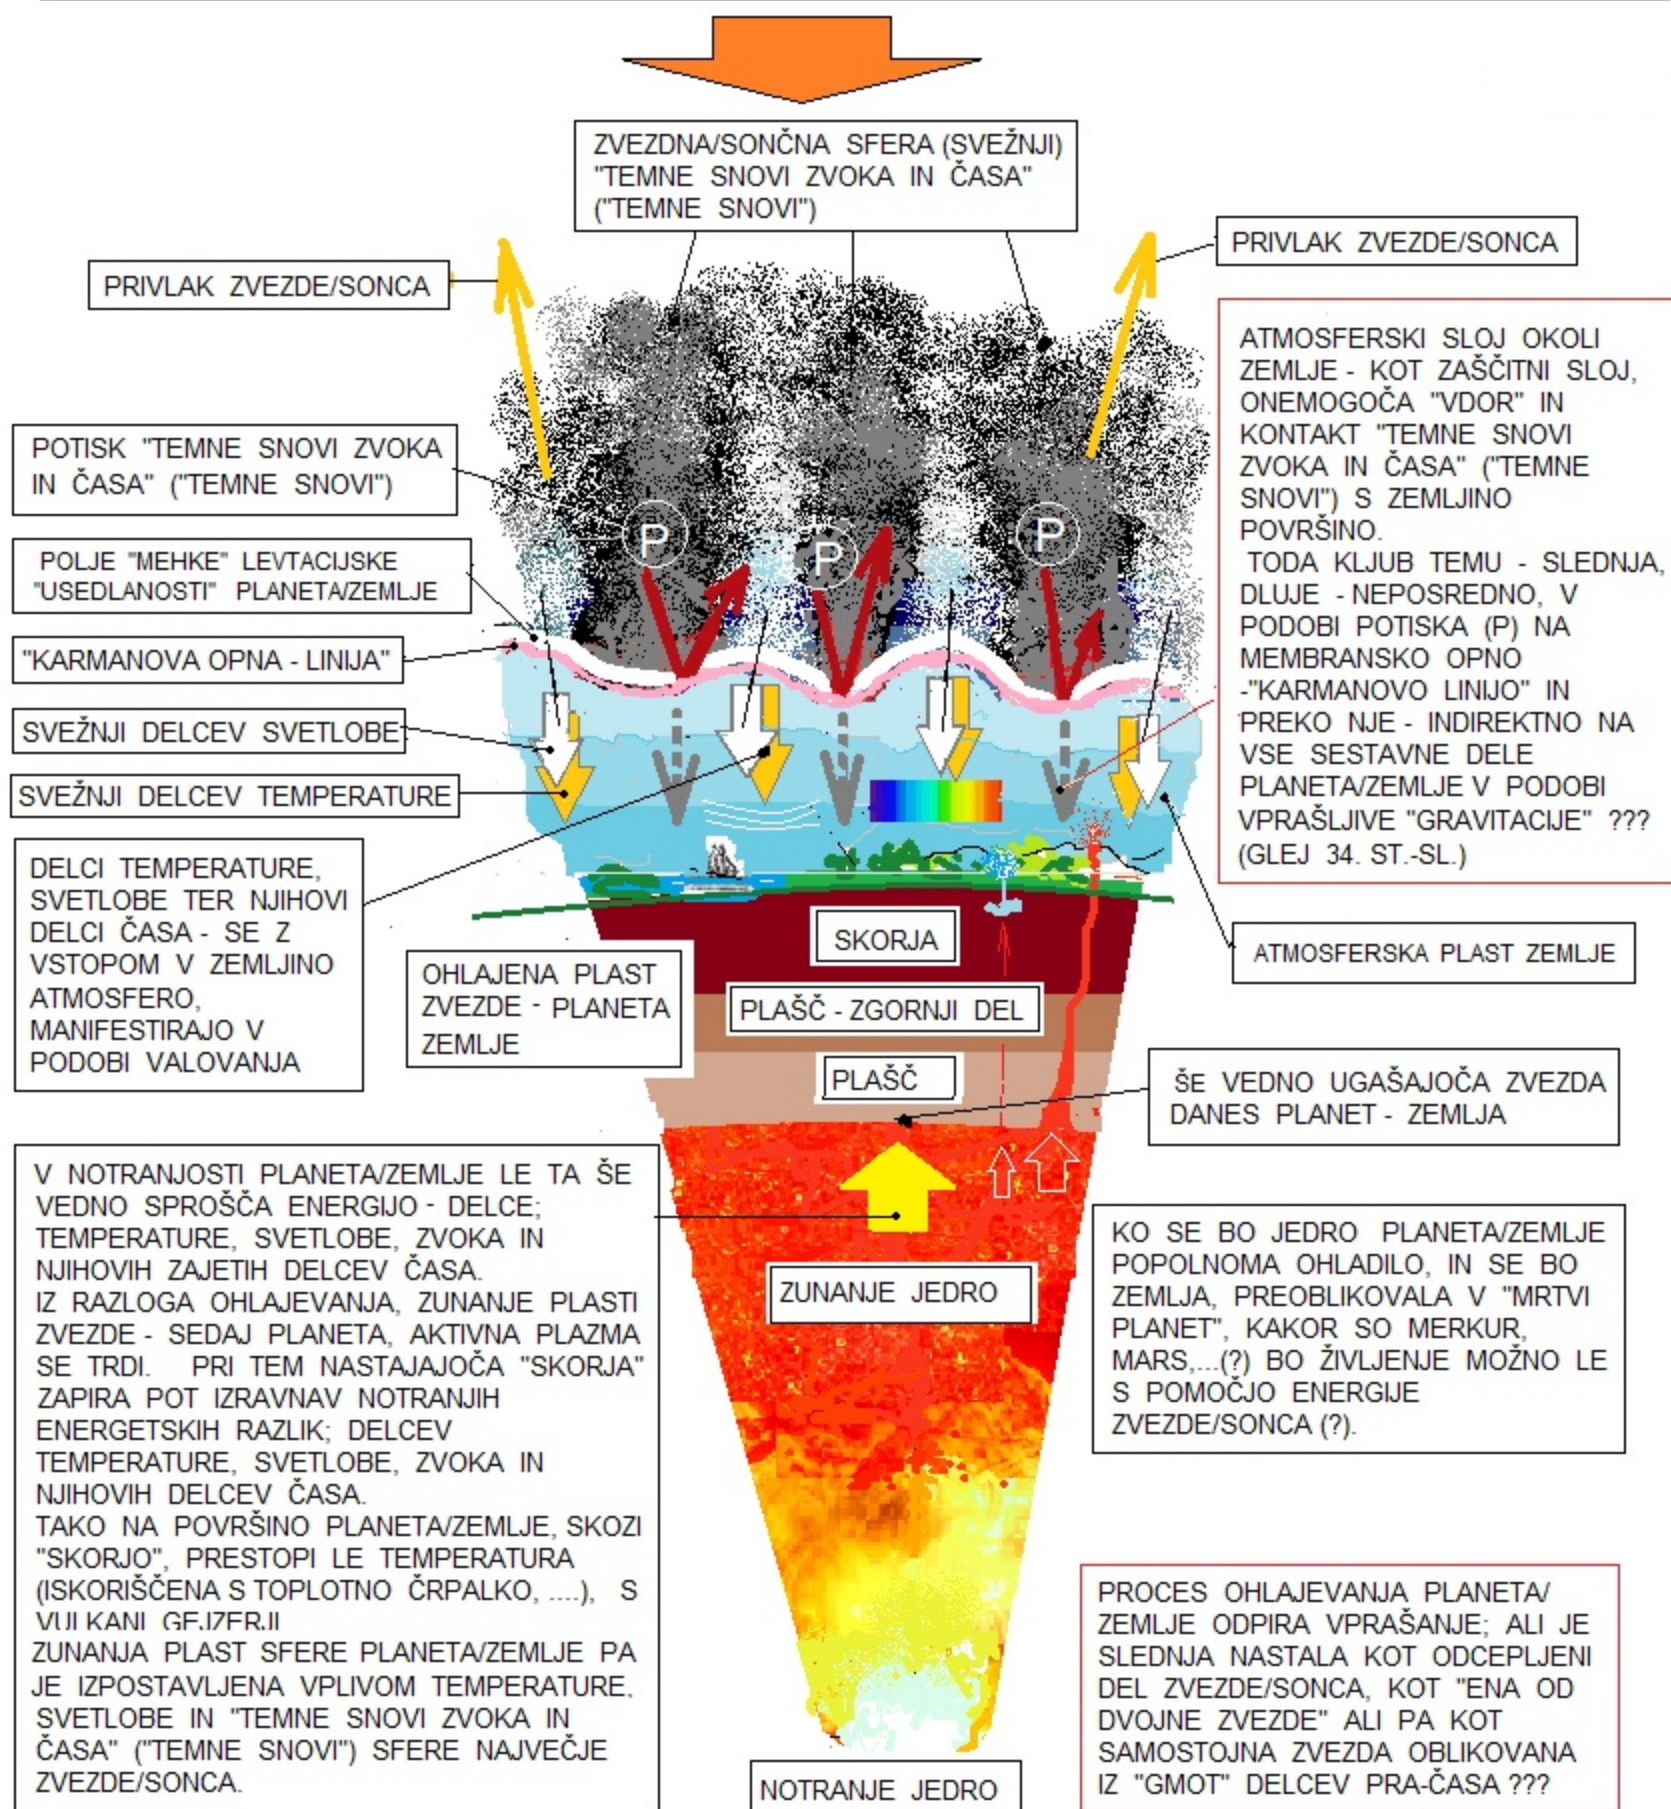 ZVEZDNA/SONČNA SFERA (SVEŽNJI)
"TEMNE SNOVI ZVOKA IN ČASA"
("TEMNE SNOVI")
PRIVLAK ZVEZDE/SONCA
PRIVLAK ZVEZDE/SONCA
ATMOSFERSKI SLOJ OKOLI
ZEMLJE - KOT ZAŠČITNI SLOJ,
ONEMOGOČA "VDOR" IN
KONTAKT "TEMNE SNOVI
ZVOKA IN ČASA" ("TEMNE
SNOVI") S ZEMLJINO
POVRŠINO.
TODA KLJUB TEMU - SLEDNJA,
DLUJE - NEPOSREDNO, V
PODOBI POTISKA (P) NA
MEMBRANSKO OPNO
-"KARMANOVO LINIJO" IN
PREKO NJE - INDIREKTNO NA
VSE SESTAVNE DELE
PLANETA/ZEMLJE V PODOBI
VPRAŠLJIVE "GRAVITACIJE" ???
(GLEJ 34. ST.-SL.)
POTISK "TEMNE SNOVI ZVOKA
IN ČASA" ("TEMNE SNOVI")
P
P
P
POLJE "MEHKE" LEVTACIJSKE
"USEDLANOSTI" PLANETA/ZEMLJE
"KARMANOVA OPNA - LINIJA"
SVEŽNJI DELCEV SVETLOBE
SVEŽNJI DELCEV TEMPERATURE
DELCI TEMPERATURE,
SVETLOBE TER NJIHOVI
DELCI ČASA - SE Z
VSTOPOM V ZEMLJINO
ATMOSFERO,
MANIFESTIRAJO V
PODOBI VALOVANJA
OHLAJENA PLAST
ZVEZDE - PLANETA
ZEMLJE
SKORJA
PLAŠČ - ZGORNJI DEL
PLAŠČ
ATMOSFERSKA PLAST ZEMLJE
ŠE VEDNO UGAŠAJOČA ZVEZDA
DANES PLANET - ZEMLJA
V NOTRANJOSTI PLANETA/ZEMLJE LE TA ŠE
VEDNO SPROŠČA ENERGIJO - DELCE;
TEMPERATURE, SVETLOBE, ZVOKA IN
NJIHOVIH ZAJETIH DELCEV ČASA.
IZ RAZLOGA OHLAJEVANJA, ZUNANJE PLASTI
ZVEZDE - SEDAJ PLANETA, AKTIVNA PLAZMA
SE TRDI. PRI TEM NASTAJAJOČA "SKORJA"
ZAPIRA POT IZRAVNAV NOTRANJIH
ENERGETSKIH RAZLIK; DELCEV
TEMPERATURE, SVETLOBE, ZVOKA IN
NJIHOVIH DELCEV ČASA.
TAKO NA POVRŠINO PLANETA/ZEMLJE, SKOZI
"SKORJO", PRESTOPI LE TEMPERATURA
(ISKORIŠČENA S TOPLOTNO ČRPALKO, ....), S
VULKANI GEJZERJI
ZUNANJA PLAST SFERE PLANETA/ZEMLJE PA
JE IZPOSTAVLJENA VPLIVOM TEMPERATURE,
SVETLOBE IN "TEMNE SNOVI ZVOKA IN
ČASA" ("TEMNE SNOVI") SFERE NAJVEČJE
ZVEZDE/SONCA.
ZUNANJE JEDRO
KO SE BO JEDRO PLANETA/ZEMLJE
POPOLNOMA OHLADILO, IN SE BO
ZEMLJA, PREOBLIKOVALA V "MRTVI
PLANET", KAKOR SO MERKUR,
MARS,...(?) BO ŽIVLJENJE MOŽNO LE
S POMOČJO ENERGIJE
ZVEZDE/SONCA (?).
PROCES OHLAJEVANJA PLANETA/
ZEMLJE ODPIRA VPRAŠANJE; ALI JE
SLEDNJA NASTALA KOT ODCEPLJENI
DEL ZVEZDE/SONCA, KOT "ENA OD
DVOJNE ZVEZDE" ALI PA KOT
SAMOSTOJNA ZVEZDA OBLIKOVANA
IZ "GMOT" DELCEV PRA-ČASA ???
NOTRANJE JEDRO